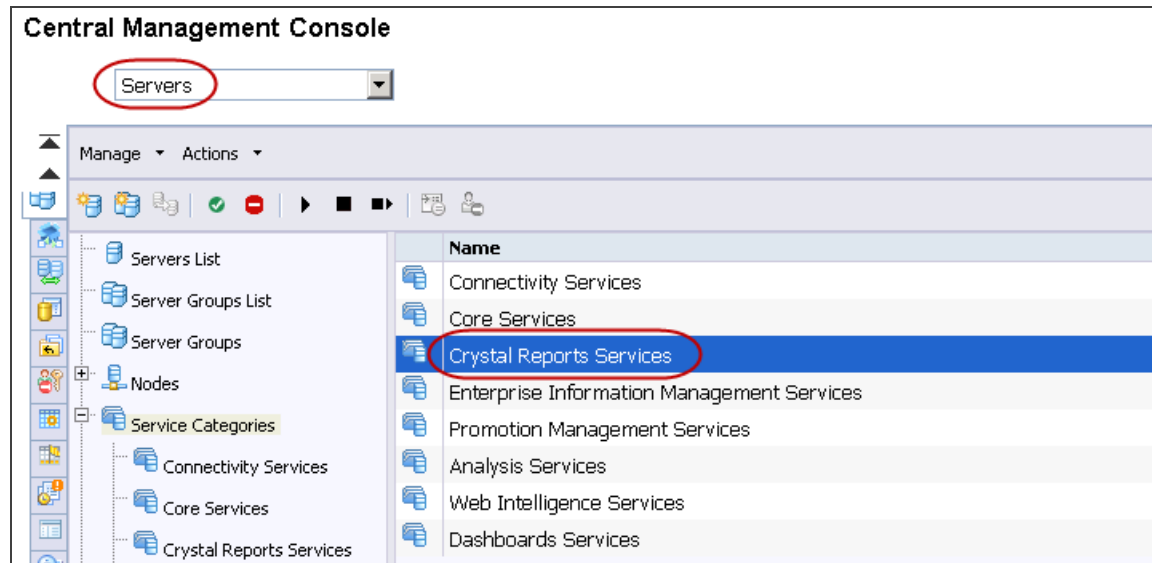 Central Management Console
Servers
Manage Actions
Servers List
Server Groups List
Server Groups
Nodes
Service Categories
Connectivity Services
Core Services
Crystal Reports Services
Name
Connectivity Services
Core Services
Crystal Reports Services
Enterprise Information Management Services
Promotion Management Services
Analysis Services
Web Intelligence Services
Dashboards Services